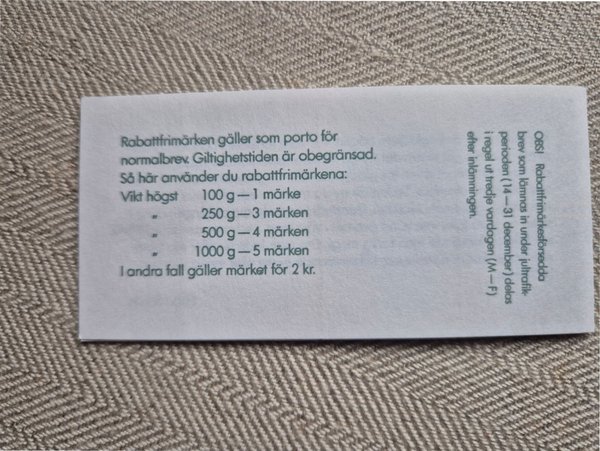 Rabattfrimärken gäller som porto för
normalbrev. Giltighetstiden är obegränsad.
Så här använder du rabattfrimärkena:
Vikt högst 100 g — 1 märke
" 250 g — 3 märken
" 500 g — 4 märken
" 1000 g — 5 märken
I andra fall gäller märket för 2 kr.
OBS! Rabattfrimärkesförsedda
brev som lämnas in under jultrafik-
perioden (14 — 31 december) delas
i regel ut tredje vardagen (M — F)
efter inlämningen.